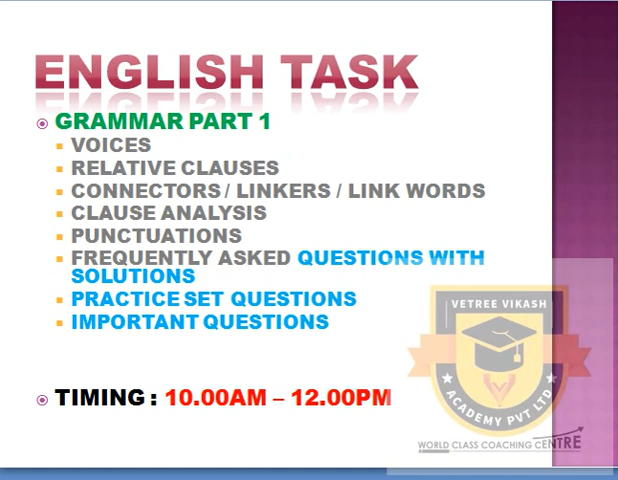 ENGLISH TASK
GRAMMAR PART 1
VOICES
RELATIVE CLAUSES
CONNECTORS / LINKERS / LINK WORDS
CLAUSE ANALYSIS
PUNCTUATIONS
FREQUENTLY ASKED QUESTIONS WITH
SOLUTIONS
PRACTICE SET QUESTIONS
IMPORTANT QUESTIONS
TIMING : 10.00AM – 12.00PM
VETREE VIKASH
ACADEMY PVT LTD
WORLD CLASS COACHING CENTRE